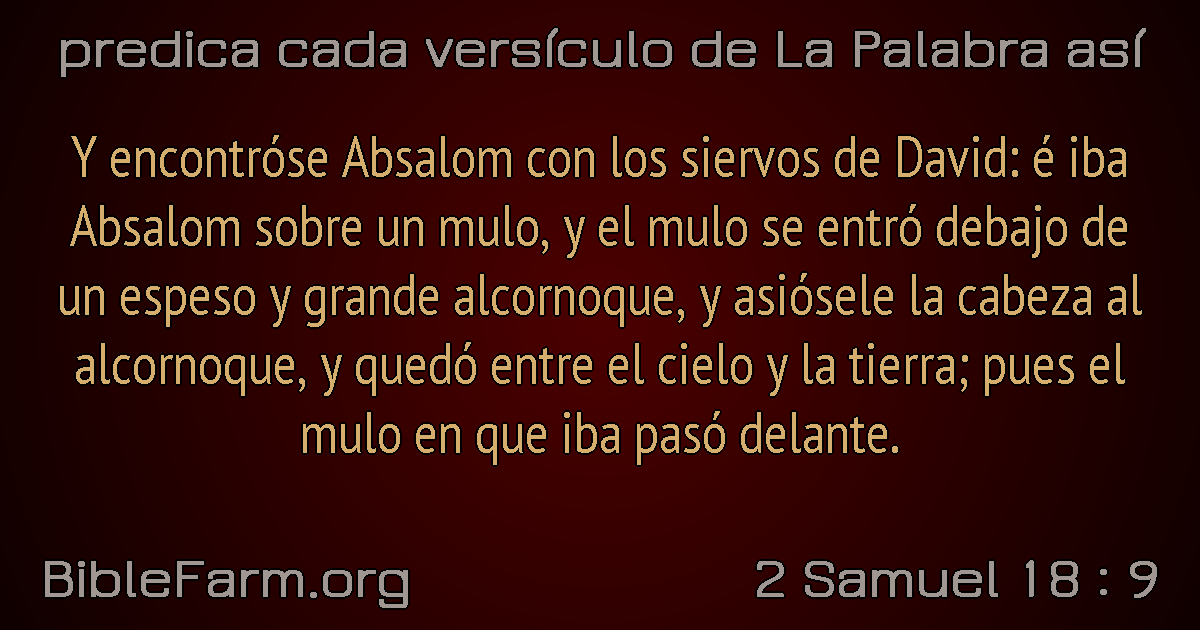 predica cada versículo de La Palabra así
Y encontróse Absalom con los siervos de David: é iba
Absalom sobre un mulo, y el mulo se entró debajo de
un espeso y grande alcornoque, y asiósele la cabeza al
alcornoque, y quedó entre el cielo y la tierra; pues el
mulo en que iba pasó delante.
BibleFarm.org
2 Samuel 18 : 9